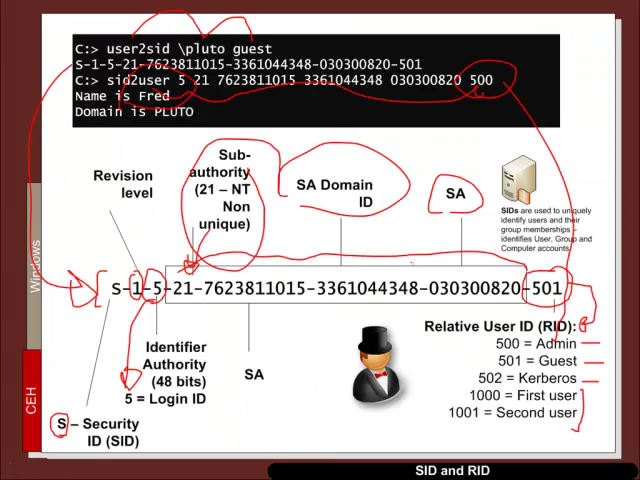 C:> user2sid \pluto guest
S-1-5-21-7623811015-3361044348-030300820-501
C:> sid2user 5 21 7623811015 3361044348 030300820 500
Name is Fred
Domain is PLUTO
Revision
level
Sub-
authority
(21 – NT
Non
unique)
SA Domain
ID
SA
SIDs are used to uniquely
identify users and their
group memberships –
identifies User, Group and
Computer accounts.
Windows
S-1-5-21-7623811015-3361044348-030300820-501
Identifier
Authority
(48 bits)
5 = Login ID
SA
Relative User ID (RID):
500 = Admin
501 = Guest
502 = Kerberos
1000 = First user
1001 = Second user
CEH
S – Security
ID (SID)
SID and RID